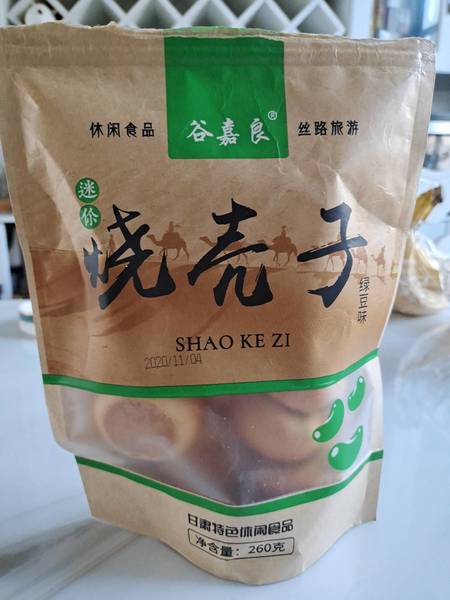 休闲食品 谷嘉良® 丝路旅游
迷你
烧壳子
绿豆味
SHAO KE ZI
2020/11/04
甘肃特色休闲食品
净含量：260克